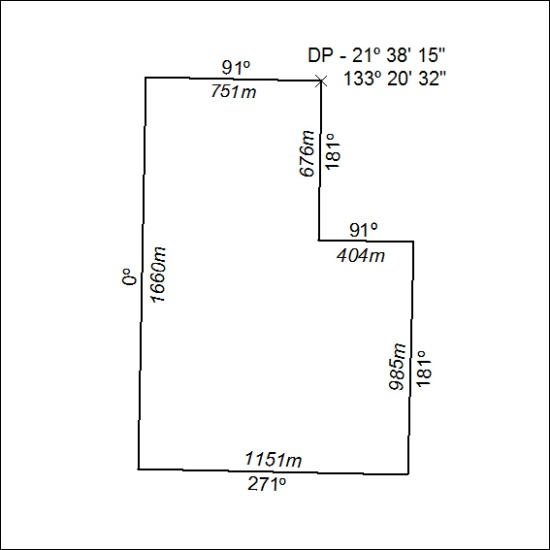 DP - 21º 38' 15"
133º 20' 32"
91º
751m
676m
181º
91º
404m
0º
1660m
985m
181º
1151m
271º